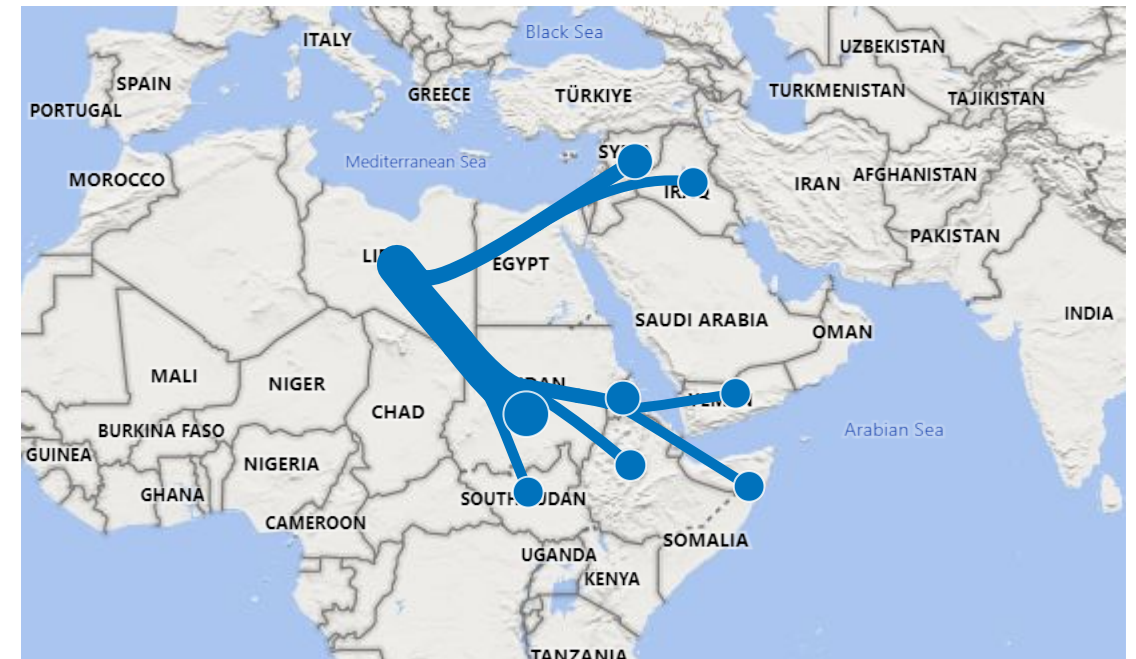 ITALY
Black Sea
UZBEKISTAN
SPAIN
GREECE
TÜRKIYE
TURKMENISTAN
TAJIKISTAN
PORTUGAL
Mediterranean Sea
MOROCCO
IRAN
AFGHANISTAN
PAKISTAN
EGYPT
INDIA
SAUDI ARABIA
OMAN
MALI
NIGER
CHAD
BURKINA FASO
Arabian Sea
GUINEA
NIGERIA
GHANA
CAMEROON
SOMALIA
UGANDA
KENYA
TANZANIA